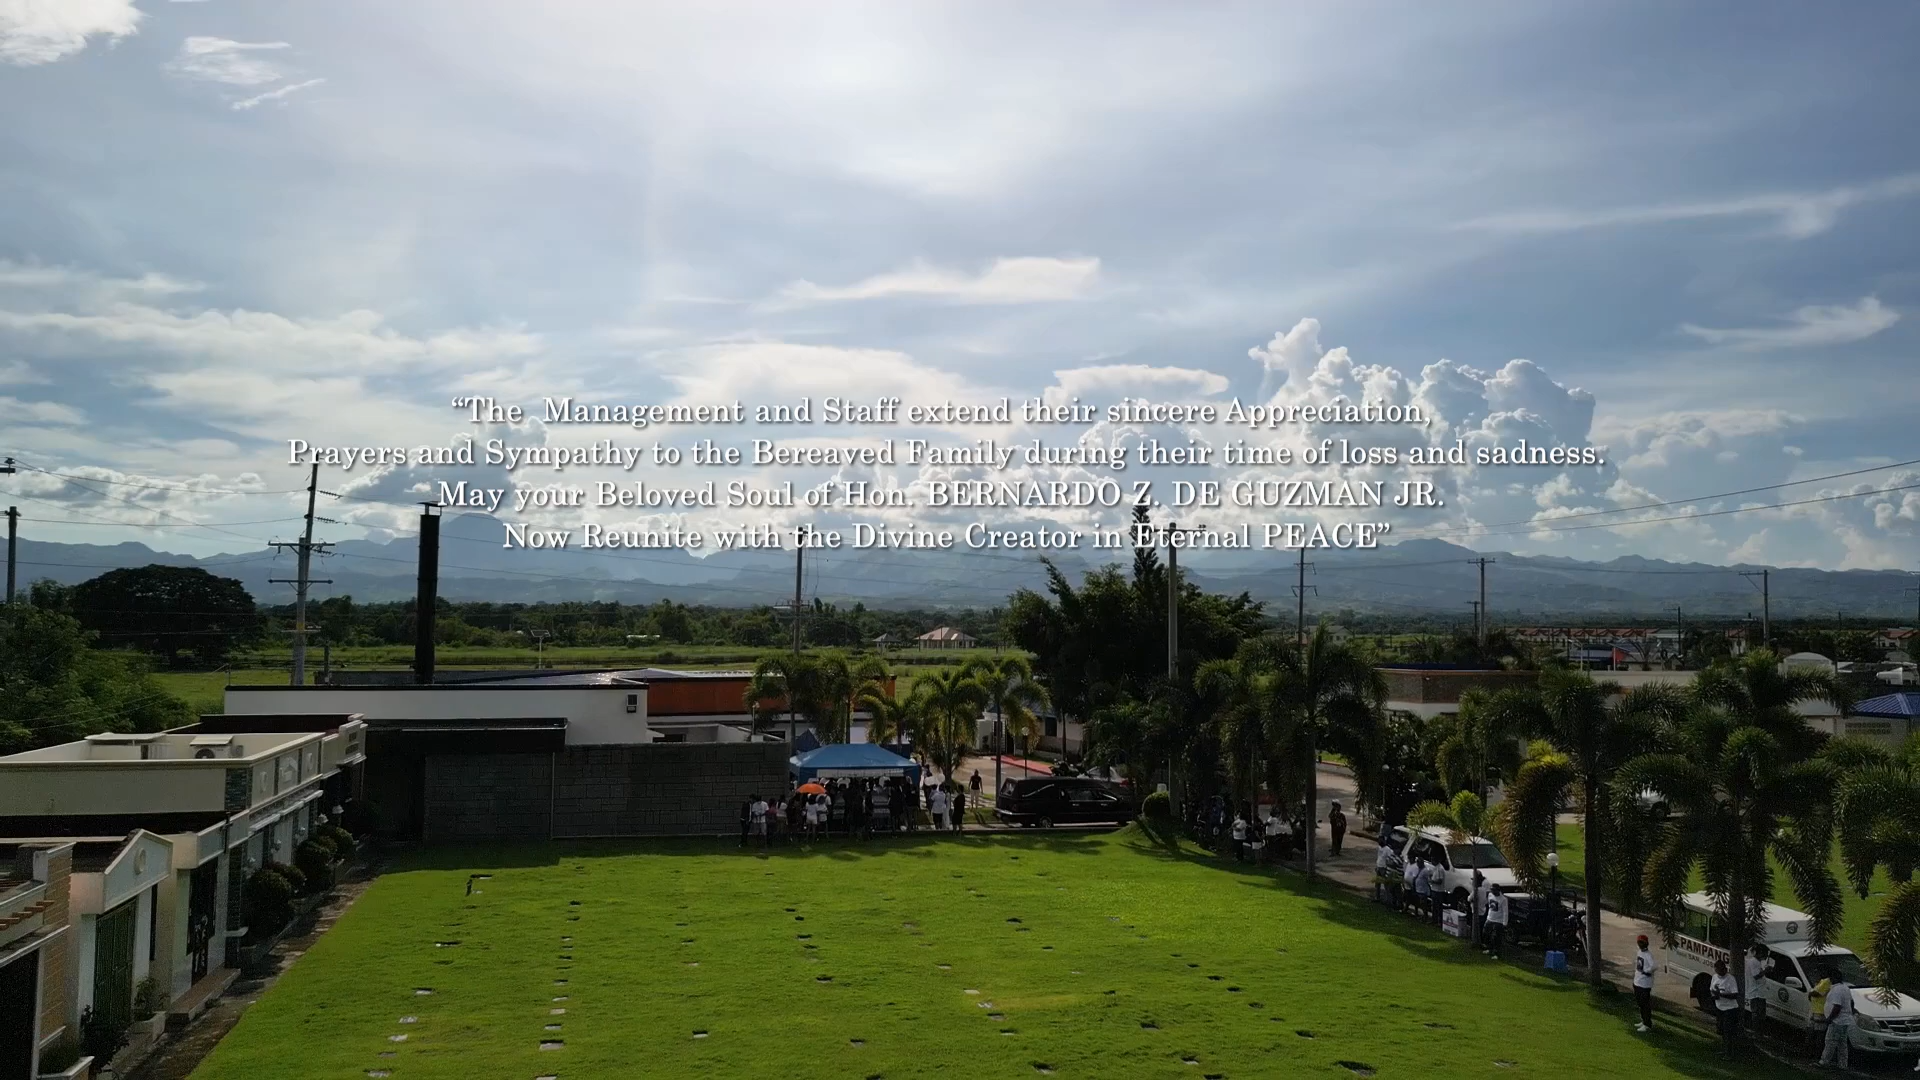 “The Management and Staff extend their sincere Appreciation,
Prayers and Sympathy to the Bereaved Family during their time of loss and sadness.
May your Beloved Soul of Hon. BERNARDO Z. DE GUZMAN JR.
Now Reunite with the Divine Creator in Eternal PEACE”
PAMPANG